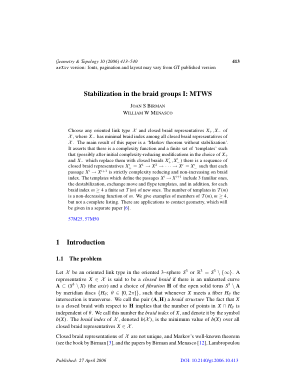 Geometry & Topology 10 (2006) 413–540 413
arXiv version: fonts, pagination and layout may vary from GT published version
Stabilization in the braid groups I: MTWS
JOAN S BIRMAN
WILLIAM W MENASCO
Choose any oriented link type X and closed braid representatives X₊, X₋ of
X, where X₋ has minimal braid index among all closed braid representatives of
X. The main result of this paper is a 'Markov theorem without stabilization'.
It asserts that there is a complexity function and a finite set of 'templates' such
that (possibly after initial complexity-reducing modifications in the choice of X₊
and X₋ which replace them with closed braids X′₊, X′₋) there is a sequence of
closed braid representatives X′₊ = X¹ → X² → ··· → Xʳ = X′₋ such that each
passage Xⁱ → Xⁱ⁺¹ is strictly complexity reducing and non-increasing on braid
index. The templates which define the passages Xⁱ → Xⁱ⁺¹ include 3 familiar ones,
the destabilization, exchange move and flype templates, and in addition, for each
braid index m ≥ 4 a finite set T(m) of new ones. The number of templates in T(m)
is a non-decreasing function of m. We give examples of members of T(m), m ≥ 4,
but not a complete listing. There are applications to contact geometry, which will
be given in a separate paper [6].
57M25, 57M50
1 Introduction
1.1 The problem
Let X be an oriented link type in the oriented 3–sphere S³ or R³ = S³ \ {∞}. A
representative X ∈ X is said to be a closed braid if there is an unknotted curve
A ⊂ (S³ \ X) (the axis) and a choice of fibration H of the open solid torus S³ \ A
by meridian discs {Hθ; θ ∈ [0, 2π]}, such that whenever X meets a fiber Hθ the
intersection is transverse. We call the pair (A, H) a braid structure. The fact that X
is a closed braid with respect to H implies that the number of points in X ∩ Hθ is
independent of θ. We call this number the braid index of X, and denote it by the symbol
b(X). The braid index of X, denoted b(X), is the minimum value of b(X) over all
closed braid representatives X ∈ X.
Closed braid representations of X are not unique, and Markov's well-known theorem
(see the book by Birman [3], and the papers by Birman and Menasco [12], Lambropoulou
Published: 27 April 2006 DOI: 10.2140/gt.2006.10.413